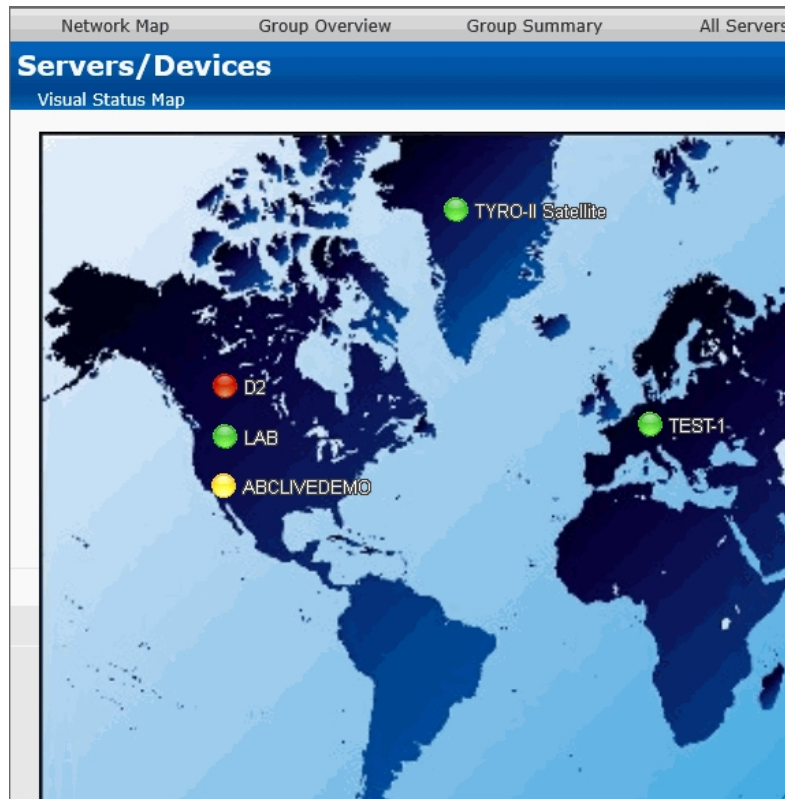 Network Map Group Overview Group Summary All Servers
Servers/Devices
Visual Status Map
TYRO-II Satellite
D2
TEST-1
LAB
ABCLIVEDEMO